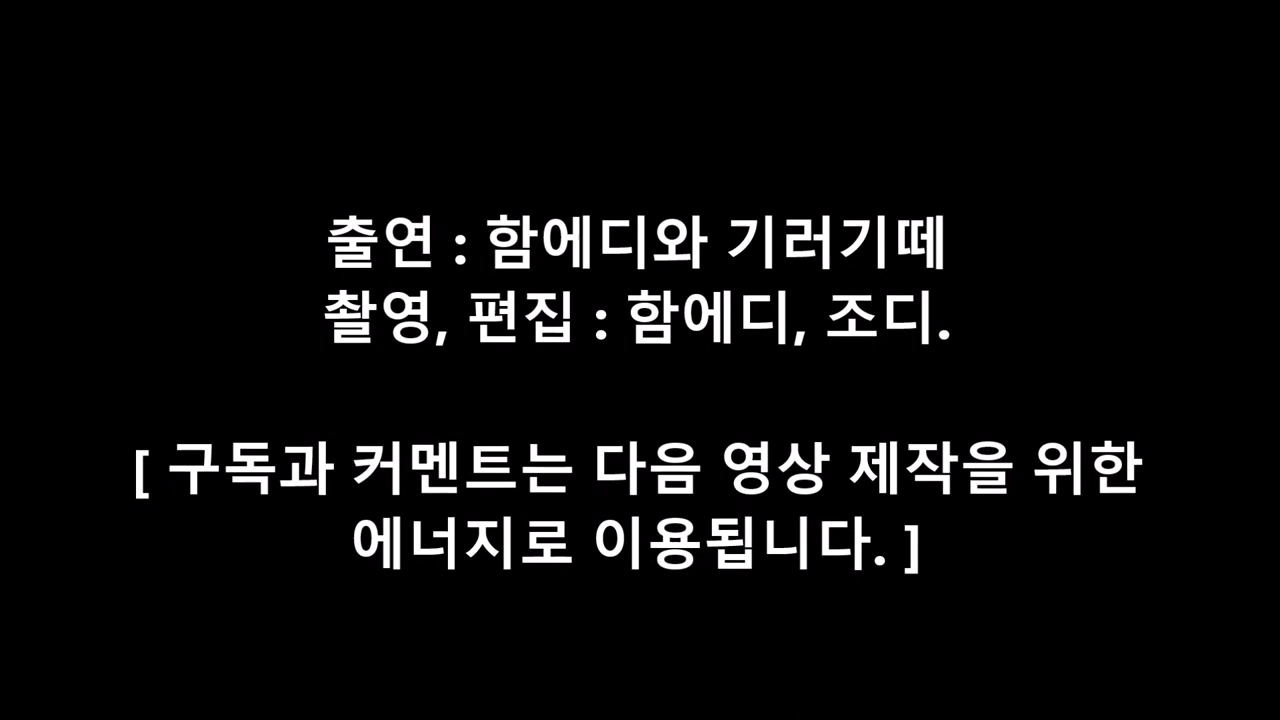 출연 : 함에디와 기러기떼
촬영, 편집 : 함에디, 조디.
[ 구독과 커멘트는 다음 영상 제작을 위한
에너지로 이용됩니다. ]